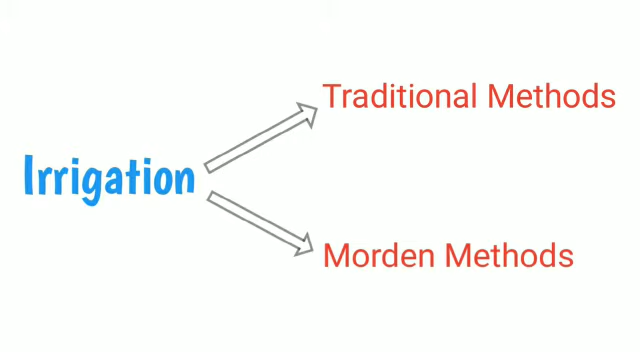 Traditional Methods
Irrigation
Morden Methods